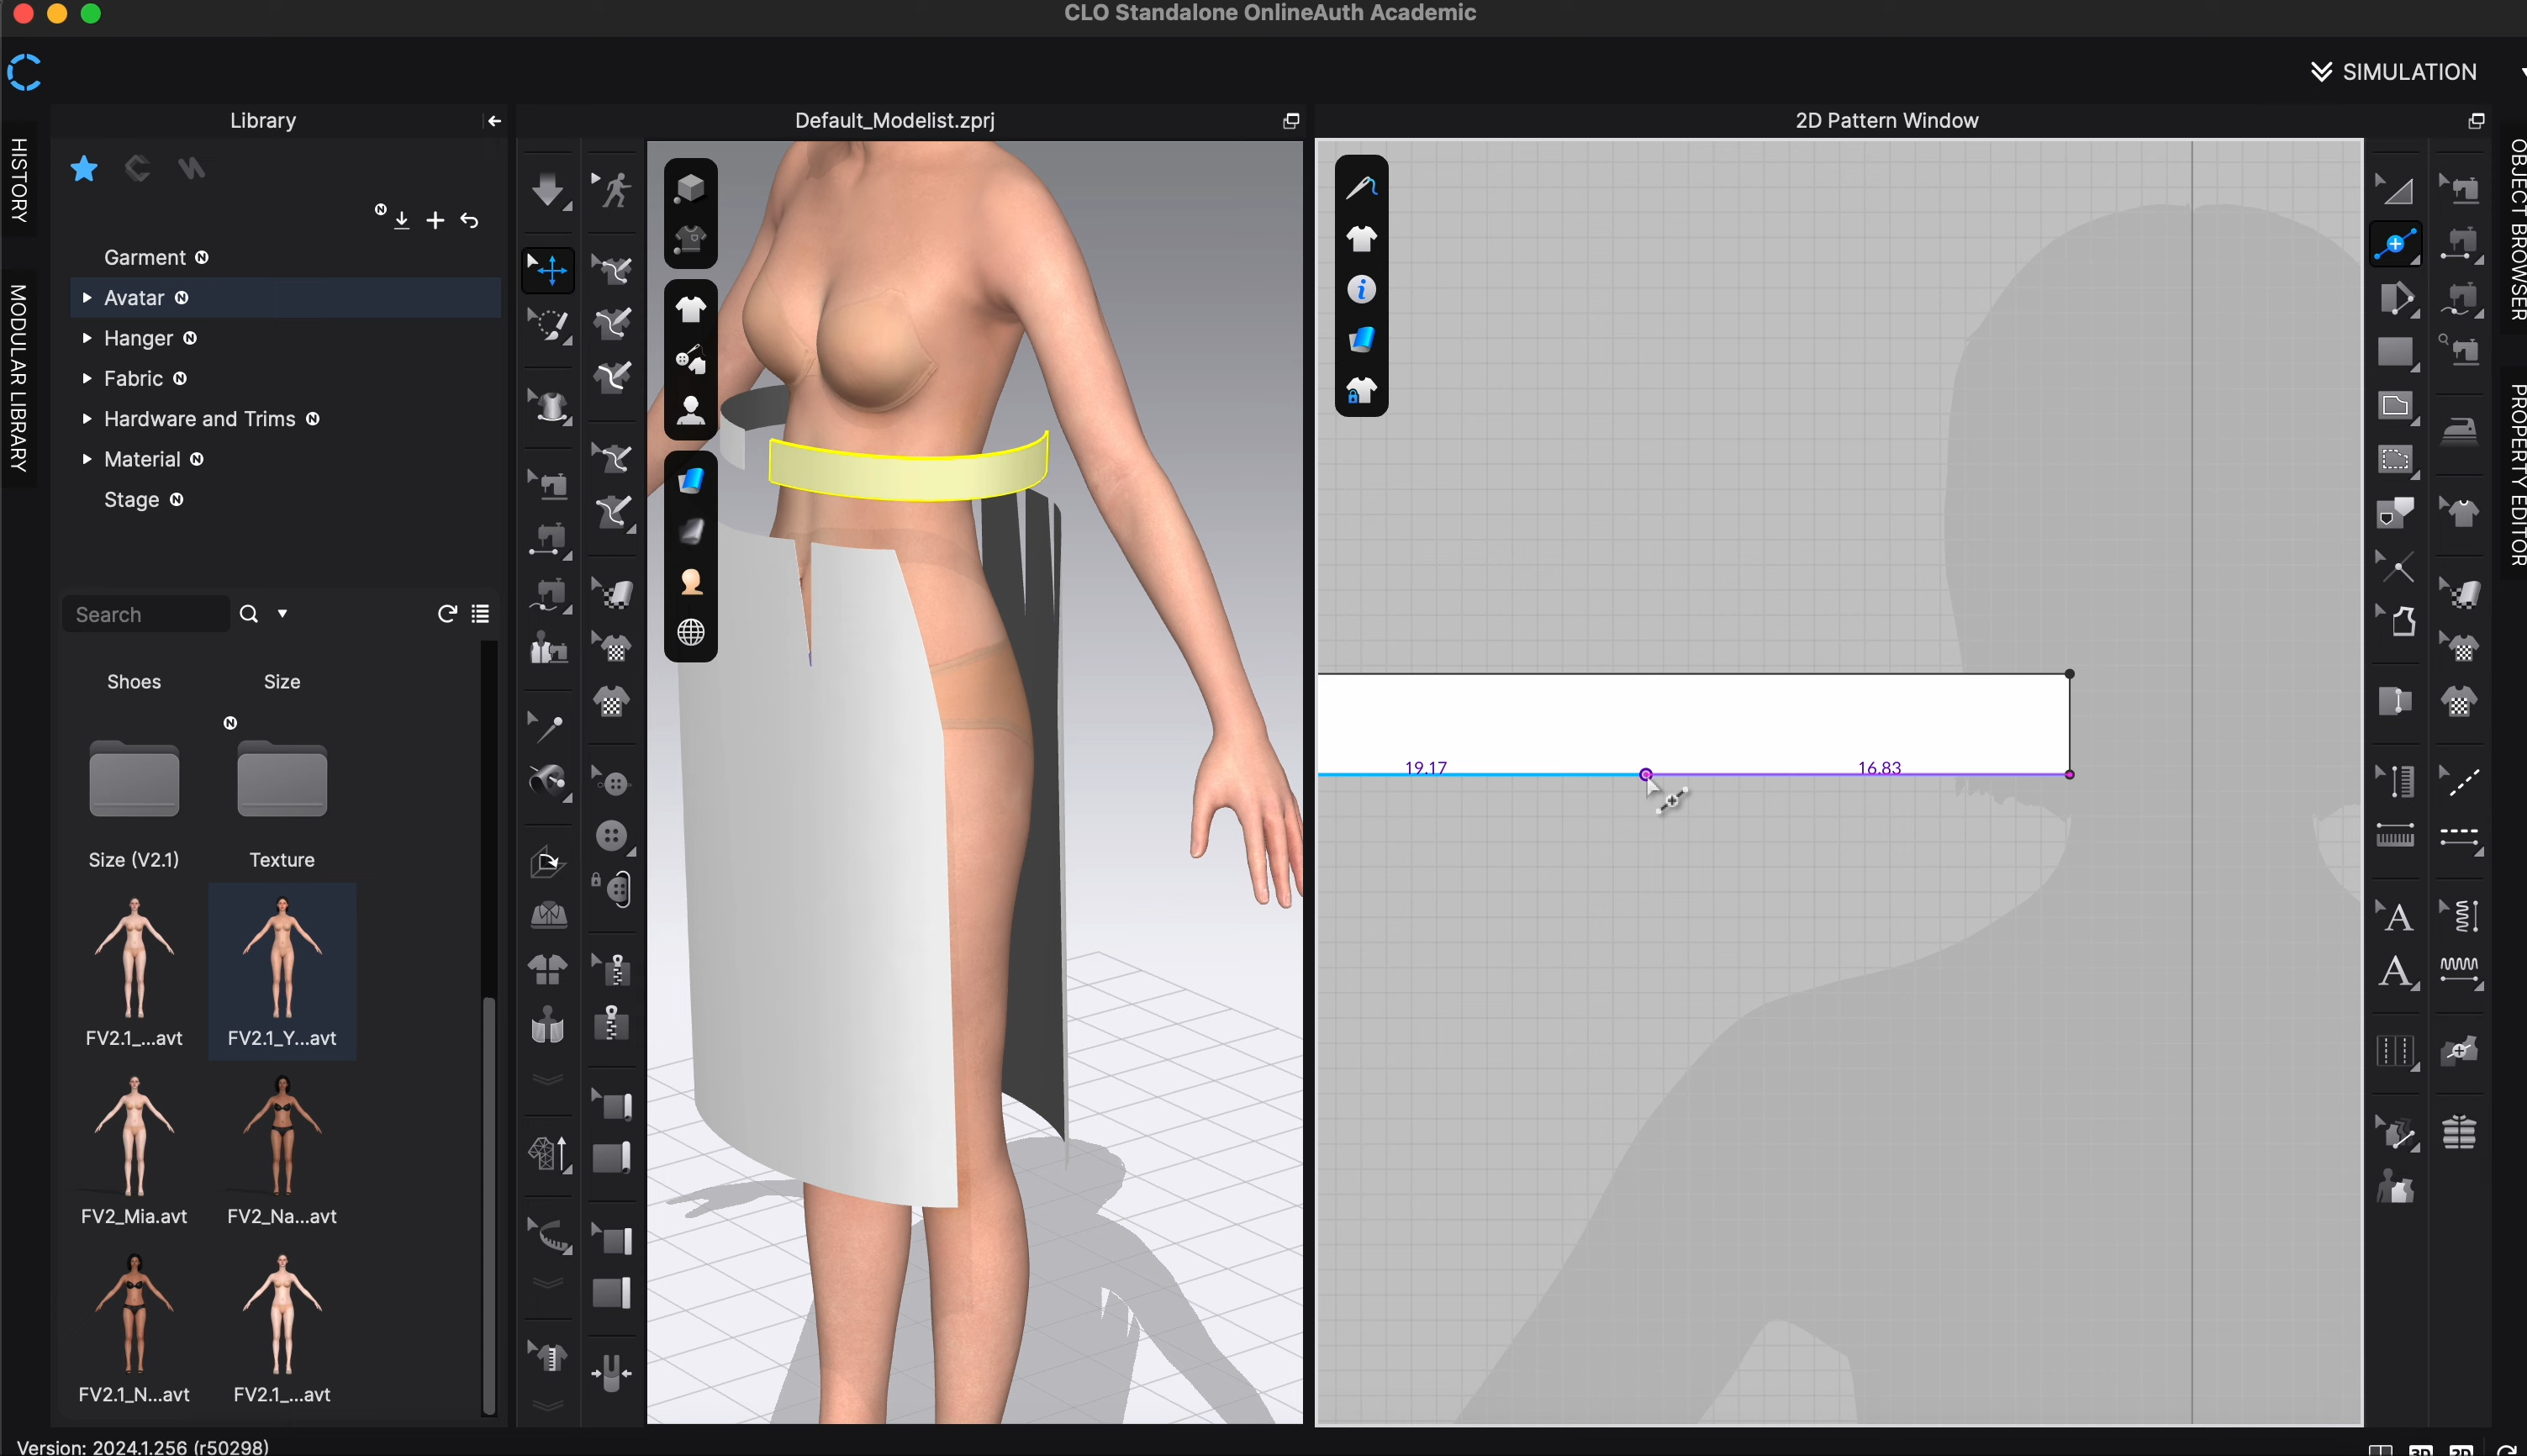 CLO Standalone OnlineAuth Academic
SIMULATION
Library
Default_Modelist.zprj
2D Pattern Window
HISTORY
MODULAR LIBRARY
OBJECT BROWSER
PROPERTY EDITOR
Garment N
Avatar N
Hanger N
Fabric N
Hardware and Trims N
Material N
Stage N
Search
Shoes
Size
Size (V2.1)
Texture
FV2.1_...avt
FV2.1_Y...avt
FV2_Mia.avt
FV2_Na...avt
FV2.1_N...avt
FV2.1_...avt
19.17
16.83
Version: 2024.1.256 (r50298)
3D
2D